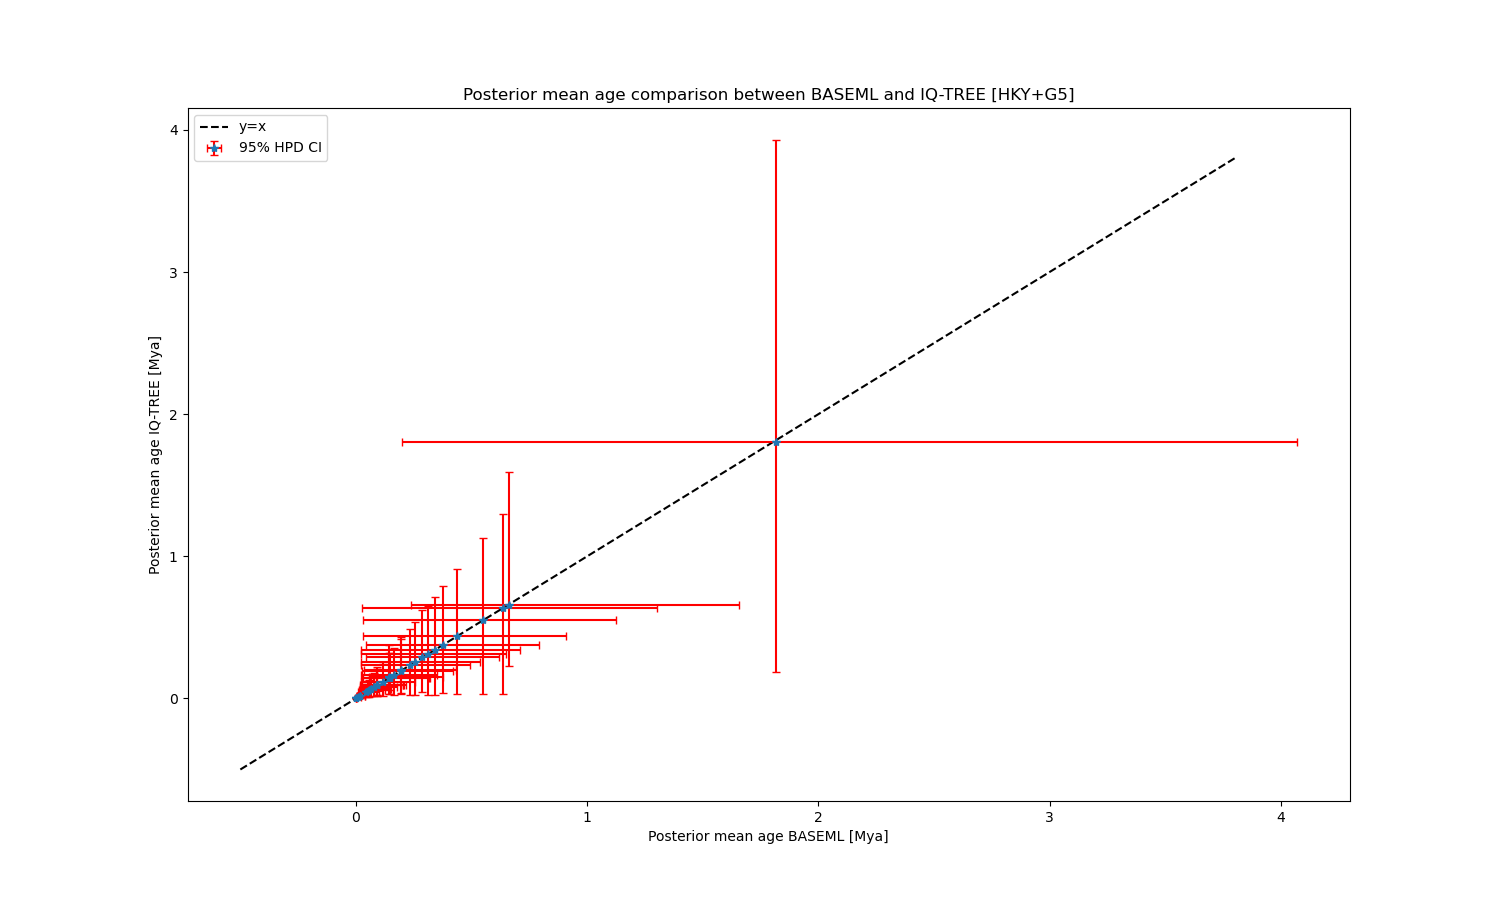 Posterior mean age comparison between BASEML and IQ-TREE [HKY+G5]
y=x
95% HPD CI
4
3
2
1
0
Posterior mean age IQ-TREE [Mya]
0 1 2 3 4
Posterior mean age BASEML [Mya]